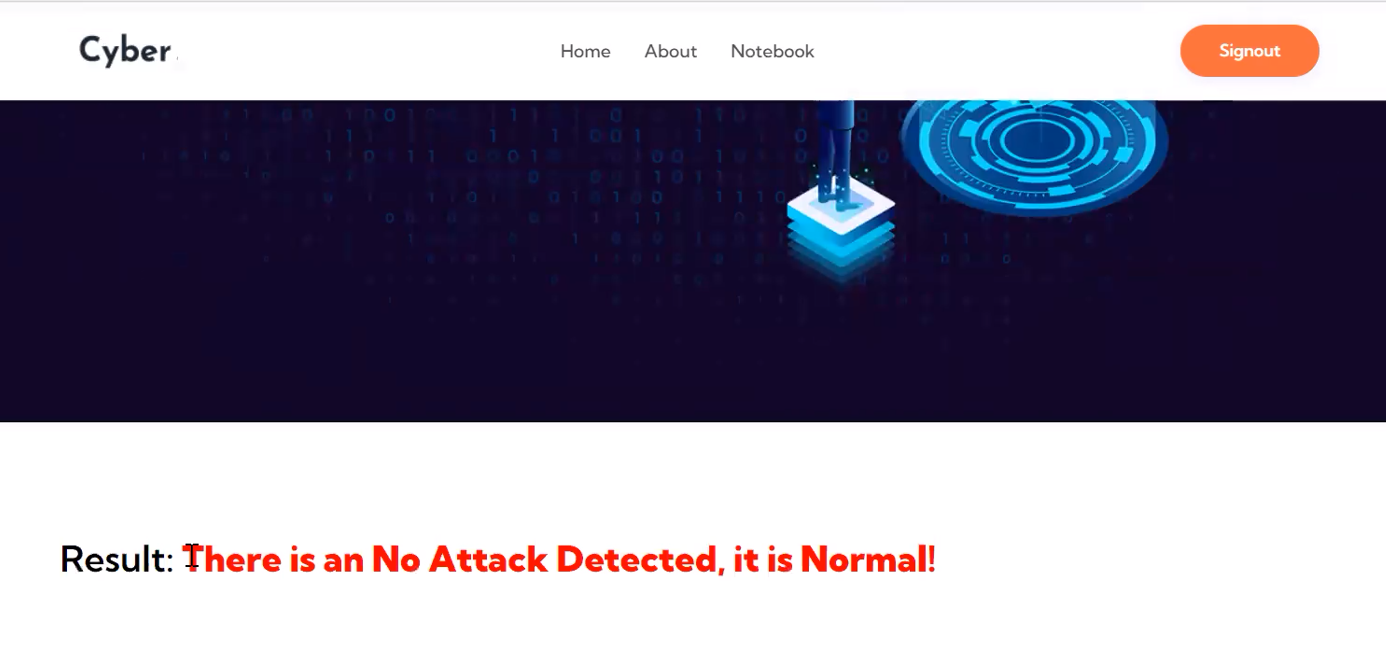 Cyber
Home About Notebook
Signout
Result: There is an No Attack Detected, it is Normal!